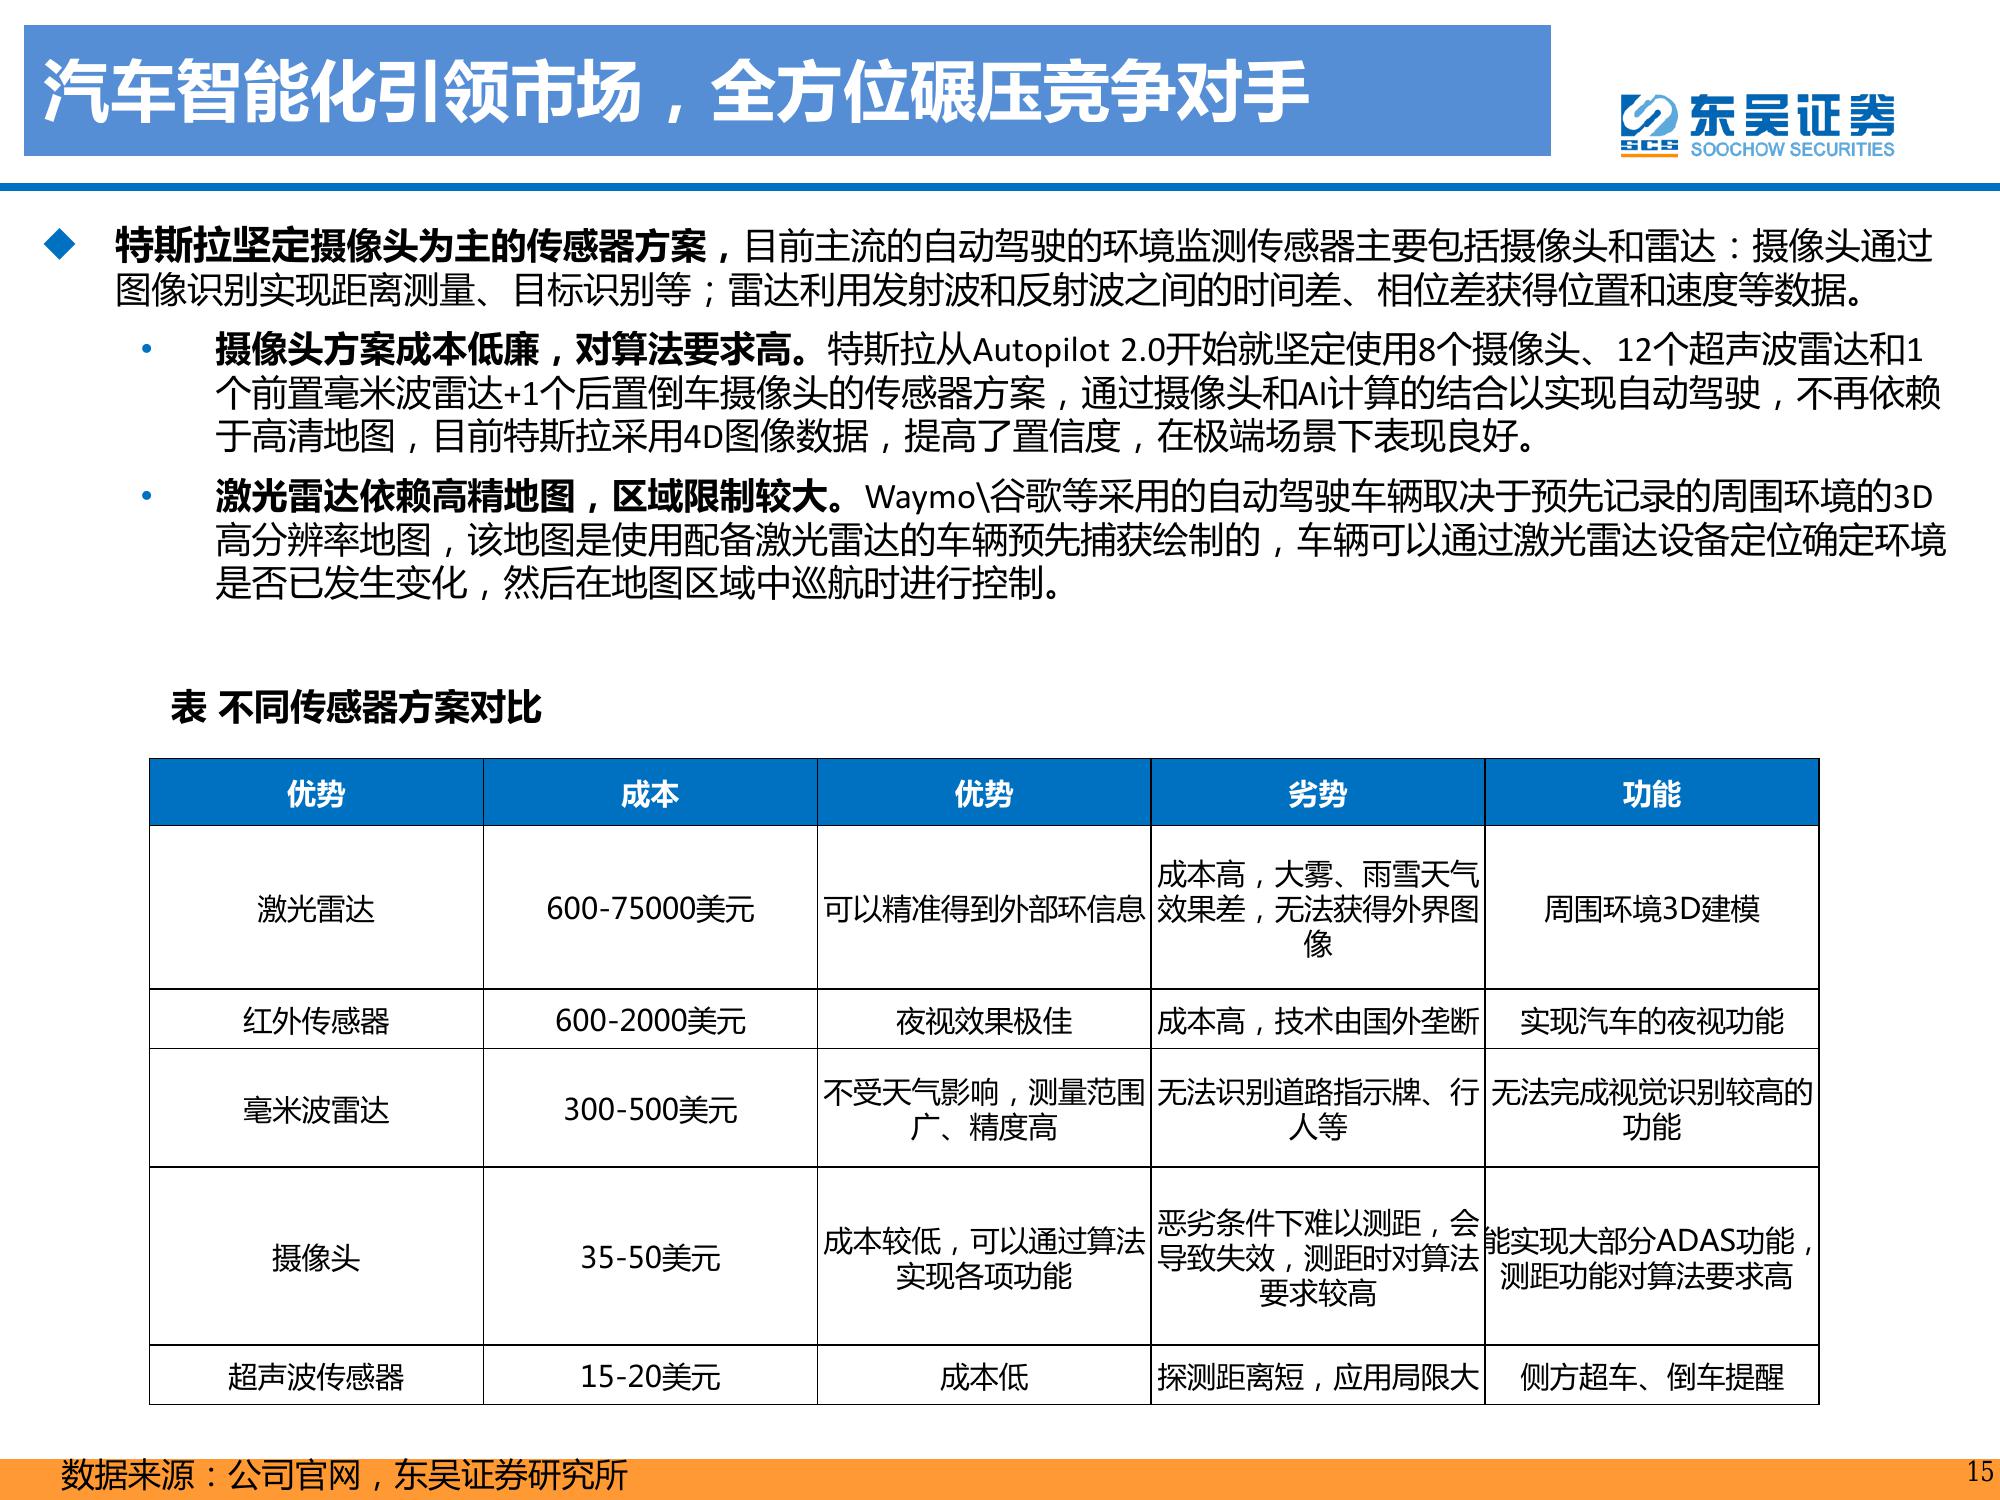 汽车智能化引领市场，全方位碾压竞争对手
东吴证券
SCS
SOOCHOW SECURITIES
◆ 特斯拉坚定摄像头为主的传感器方案，目前主流的自动驾驶的环境监测传感器主要包括摄像头和雷达：摄像头通过
图像识别实现距离测量、目标识别等；雷达利用发射波和反射波之间的时间差、相位差获得位置和速度等数据。
• 摄像头方案成本低廉，对算法要求高。特斯拉从Autopilot 2.0开始就坚定使用8个摄像头、12个超声波雷达和1
个前置毫米波雷达+1个后置倒车摄像头的传感器方案，通过摄像头和AI计算的结合以实现自动驾驶，不再依赖
于高清地图，目前特斯拉采用4D图像数据，提高了置信度，在极端场景下表现良好。
• 激光雷达依赖高精地图，区域限制较大。Waymo\谷歌等采用的自动驾驶车辆取决于预先记录的周围环境的3D
高分辨率地图，该地图是使用配备激光雷达的车辆预先捕获绘制的，车辆可以通过激光雷达设备定位确定环境
是否已发生变化，然后在地图区域中巡航时进行控制。
表 不同传感器方案对比
优势 成本 优势 劣势 功能
激光雷达 600-75000美元 可以精准得到外部环信息 成本高，大雾、雨雪天气
效果差，无法获得外界图
像 周围环境3D建模
红外传感器 600-2000美元 夜视效果极佳 成本高，技术由国外垄断 实现汽车的夜视功能
毫米波雷达 300-500美元 不受天气影响，测量范围
广、精度高 无法识别道路指示牌、行
人等 无法完成视觉识别较高的
功能
摄像头 35-50美元 成本较低，可以通过算法
实现各项功能 恶劣条件下难以测距，会
导致失效，测距时对算法
要求较高 能实现大部分ADAS功能，
测距功能对算法要求高
超声波传感器 15-20美元 成本低 探测距离短，应用局限大 侧方超车、倒车提醒
数据来源：公司官网，东吴证券研究所
15